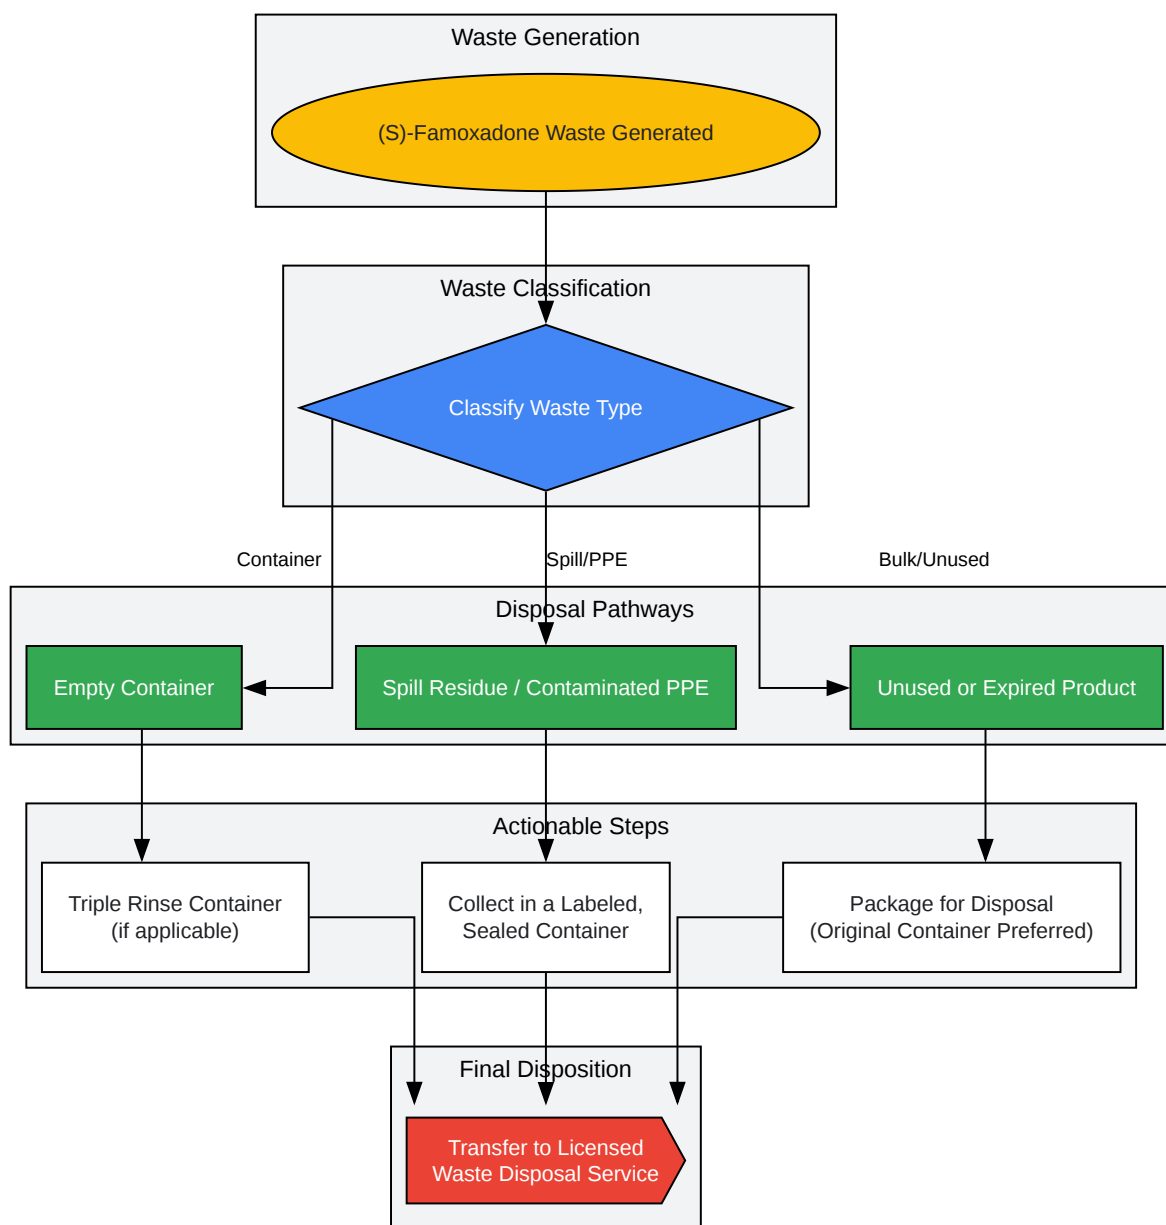 Waste Generation
(S)-Famoxadone Waste Generated
Waste Classification
Classify Waste Type
Container
Spill/PPE
Bulk/Unused
Disposal Pathways
Empty Container
Spill Residue / Contaminated PPE
Unused or Expired Product
Actionable Steps
Triple Rinse Container
(if applicable)
Collect in a Labeled,
Sealed Container
Package for Disposal
(Original Container Preferred)
Final Disposition
Transfer to Licensed
Waste Disposal Service